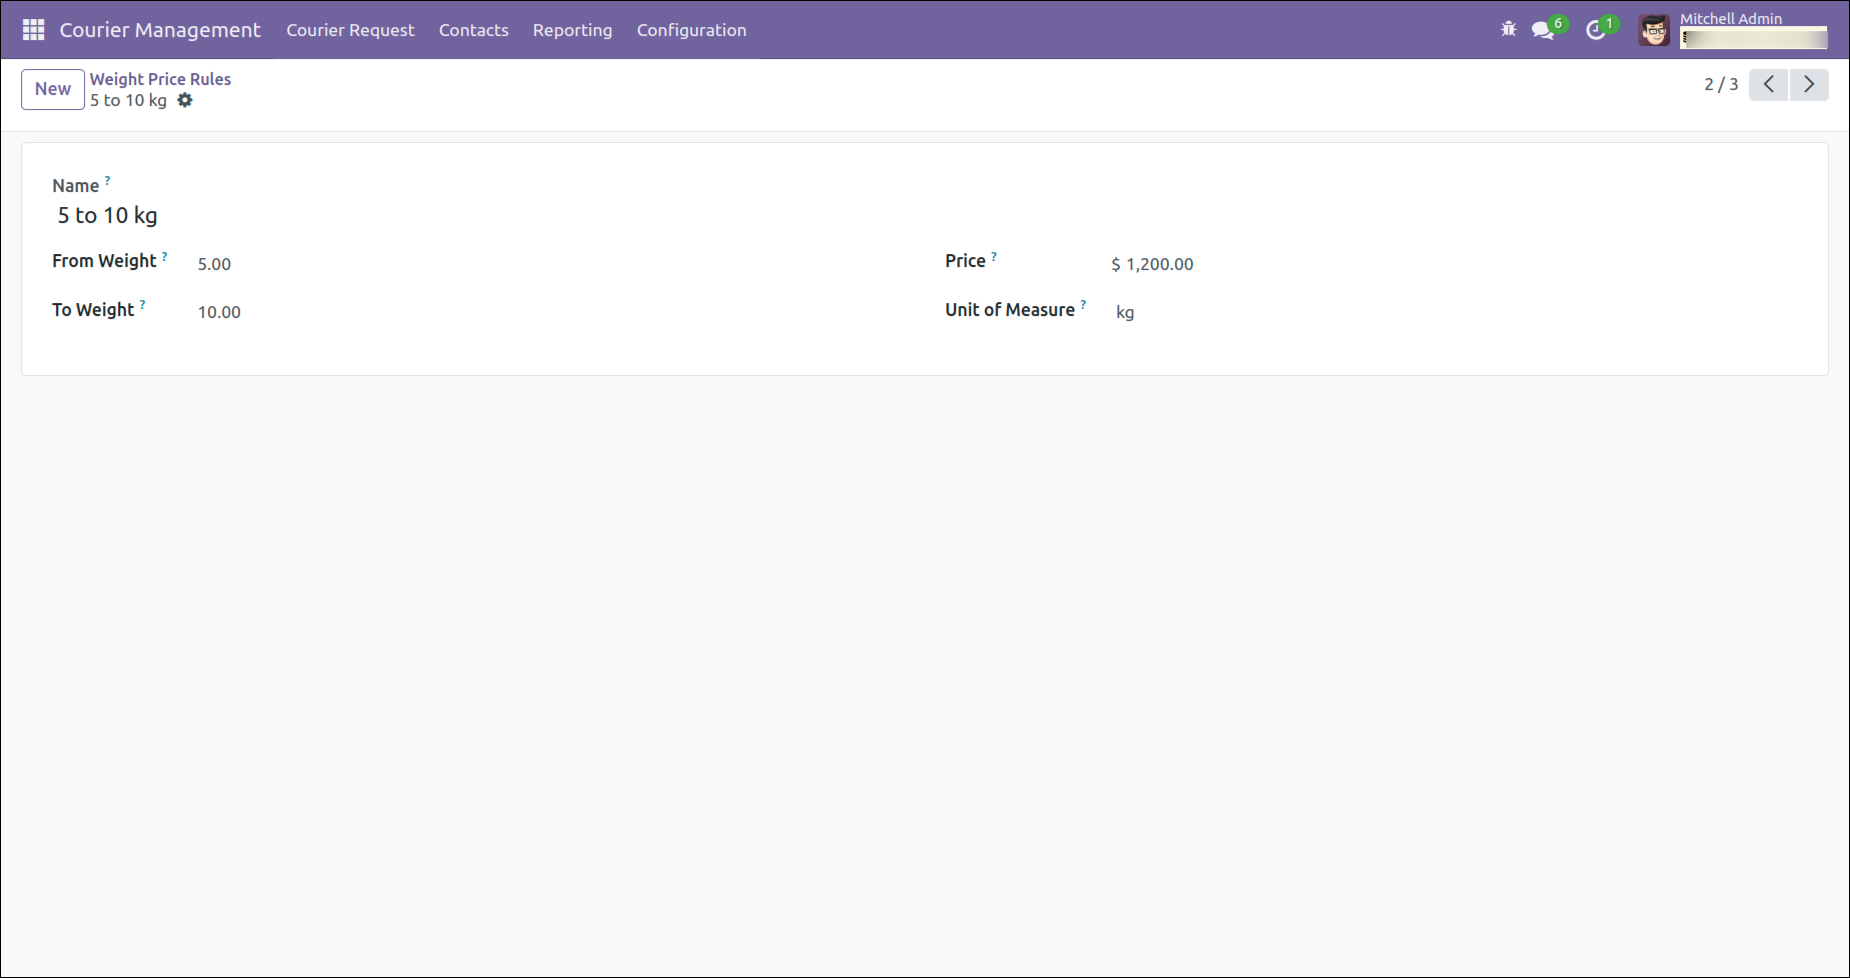 Courier Management Courier Request Contacts Reporting Configuration 6 1 Mitchell Admin
New Weight Price Rules 2 / 3
5 to 10 kg
Name ?
5 to 10 kg
From Weight ? 5.00 Price ? $ 1,200.00
To Weight ? 10.00 Unit of Measure ? kg